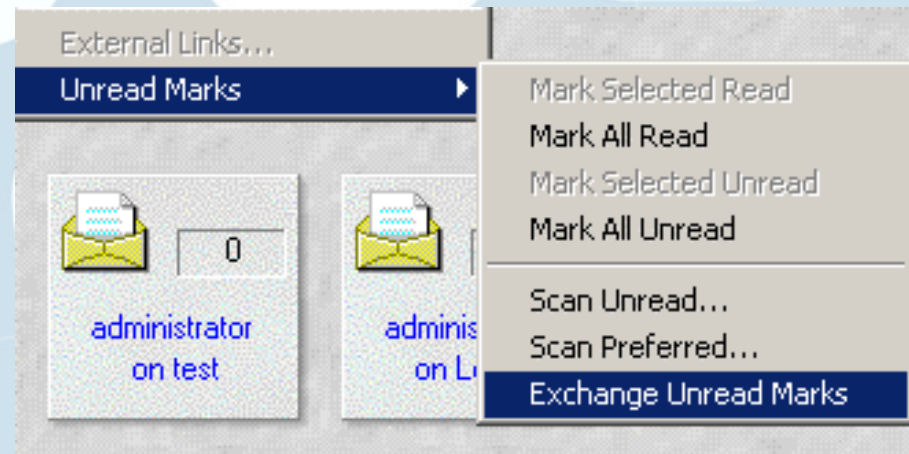 External Links...
Unread Marks
Mark Selected Read
Mark All Read
Mark Selected Unread
Mark All Unread
Scan Unread...
Scan Preferred...
Exchange Unread Marks
0
administrator
on test
adminis
on L